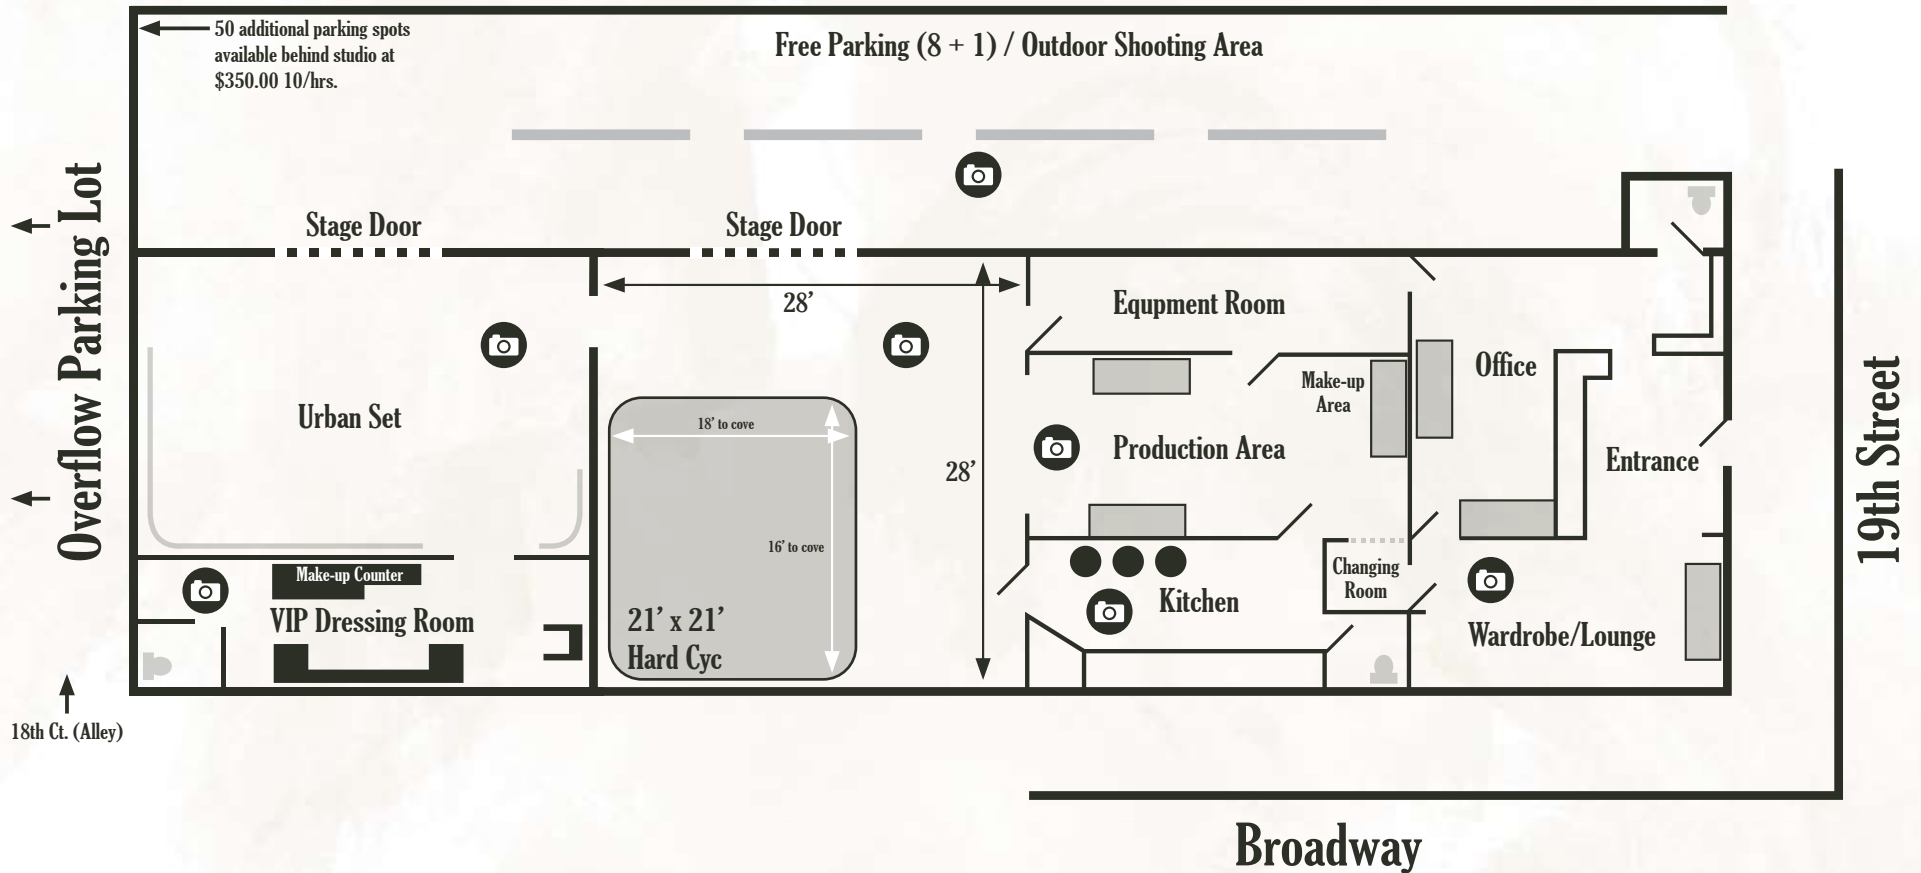 50 additional parking spots
available behind studio at
$350.00 10/hrs.
Free Parking (8 + 1) / Outdoor Shooting Area
Overflow Parking Lot
Stage Door
Stage Door
28’
Equpment Room
Office
Make-up
Area
Urban Set
18’ to cove
Production Area
28’
Entrance
19th Street
16’ to cove
Make-up Counter
VIP Dressing Room
21’ x 21’
Hard Cyc
Kitchen
Changing
Room
Wardrobe/Lounge
18th Ct. (Alley)
Broadway